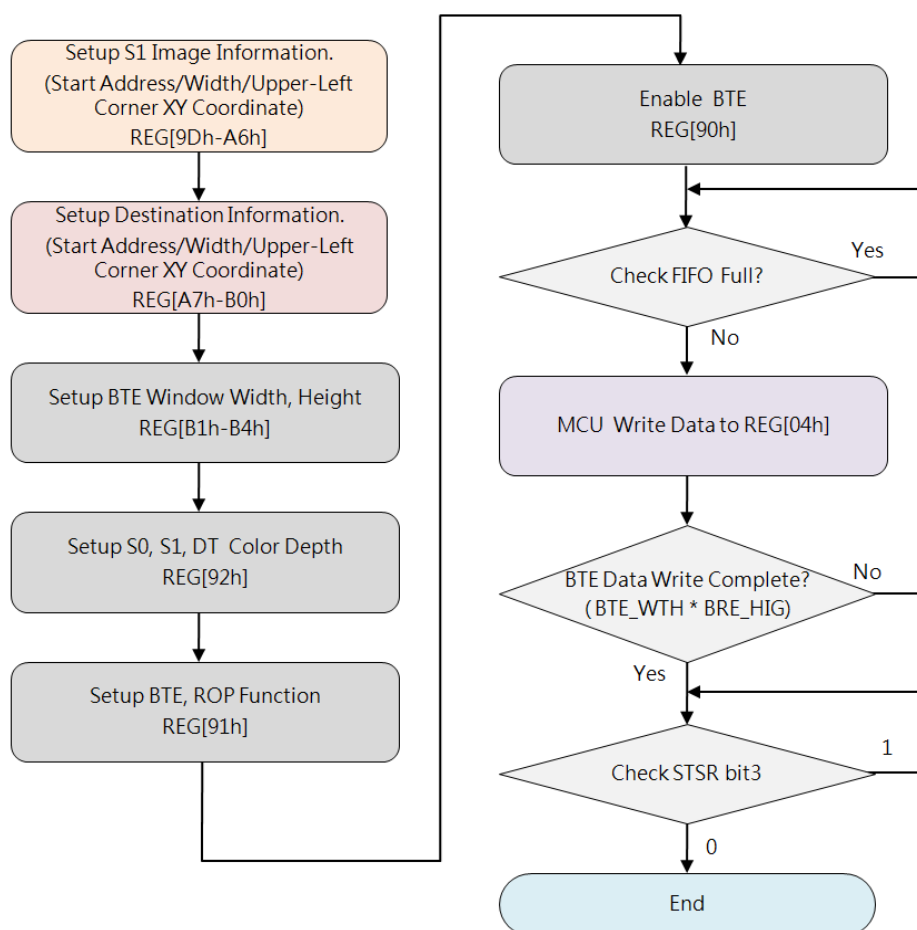 Setup S1 Image Information.
(Start Address/Width/Upper-Left
Corner XY Coordinate)
REG[9Dh-A6h]
Setup Destination Information.
(Start Address/Width/Upper-Left
Corner XY Coordinate)
REG[A7h-B0h]
Setup BTE Window Width, Height
REG[B1h-B4h]
Setup S0, S1, DT Color Depth
REG[92h]
Setup BTE, ROP Function
REG[91h]
Enable BTE
REG[90h]
Check FIFO Full?
Yes
No
MCU Write Data to REG[04h]
BTE Data Write Complete?
( BTE_WTH * BRE_HIG)
No
Yes
Check STSR bit3
1
0
End